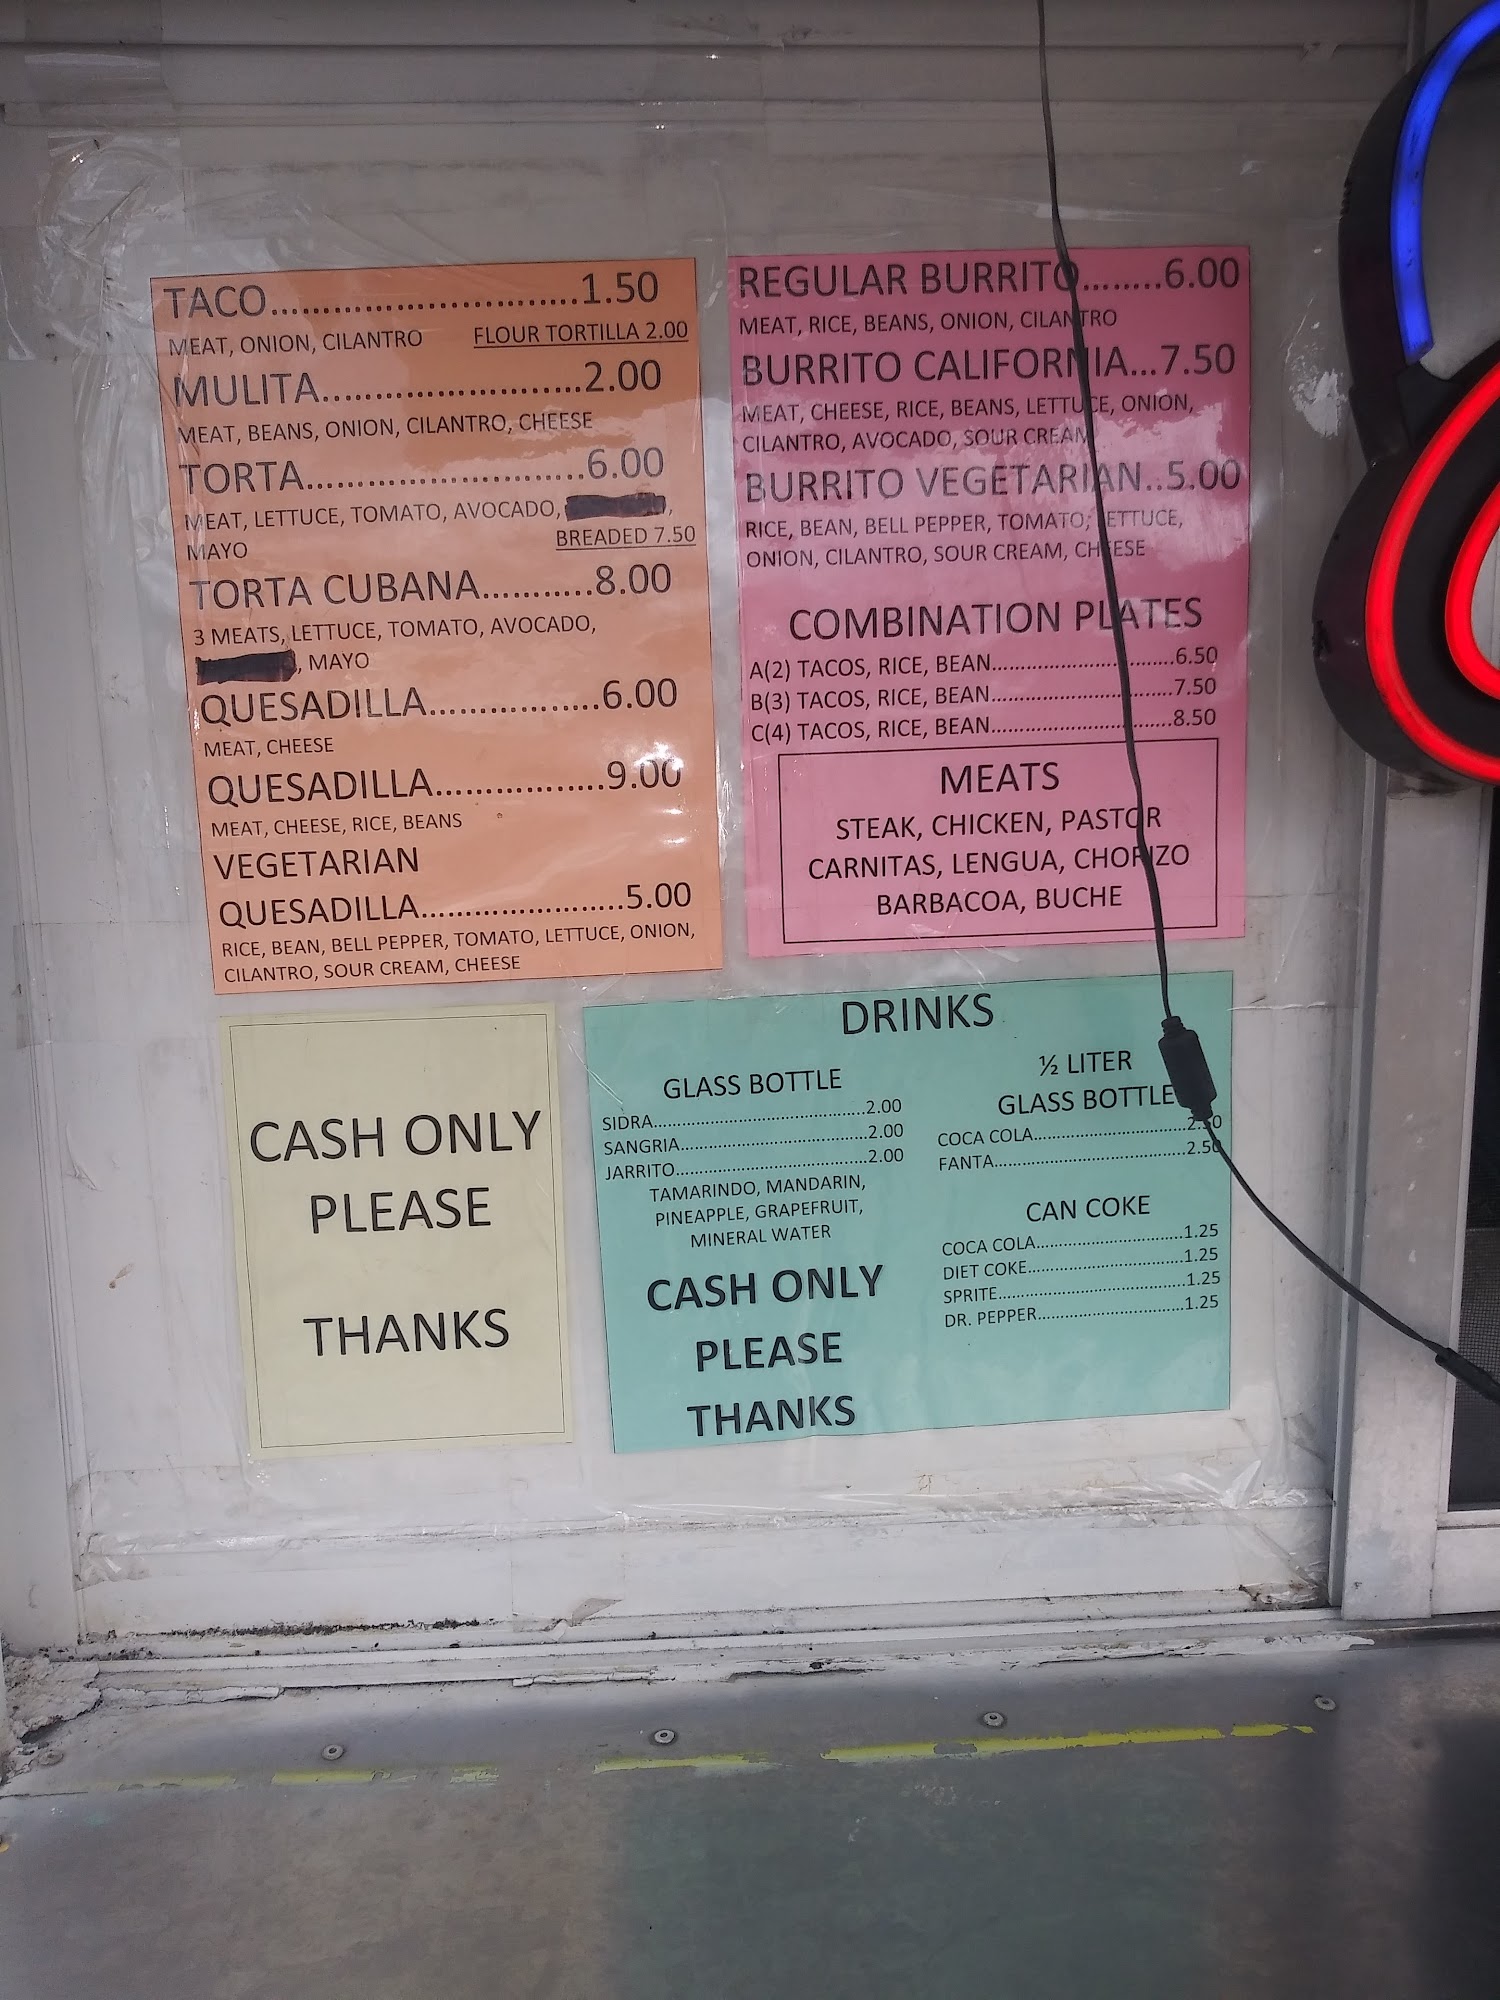 TACO..............................1.50
MEAT, ONION, CILANTRO FLOUR TORTILLA 2.00
MULITA.........................2.00
MEAT, BEANS, ONION, CILANTRO, CHEESE
TORTA...........................6.00
MEAT, LETTUCE, TOMATO, AVOCADO, ,
MAYO BREADED 7.50
TORTA CUBANA...........8.00
3 MEATS, LETTUCE, TOMATO, AVOCADO,
, MAYO
QUESADILLA.................6.00
MEAT, CHEESE
QUESADILLA.................9.00
MEAT, CHEESE, RICE, BEANS
VEGETARIAN
QUESADILLA.....................5.00
RICE, BEAN, BELL PEPPER, TOMATO, LETTUCE, ONION,
CILANTRO, SOUR CREAM, CHEESE
REGULAR BURRITO........6.00
MEAT, RICE, BEANS, ONION, CILANTRO
BURRITO CALIFORNIA...7.50
MEAT, CHEESE, RICE, BEANS, LETTUCE, ONION,
CILANTRO, AVOCADO, SOUR CREAM
BURRITO VEGETARIAN..5.00
RICE, BEAN, BELL PEPPER, TOMATO, LETTUCE,
ONION, CILANTRO, SOUR CREAM, CHEESE
COMBINATION PLATES
A(2) TACOS, RICE, BEAN..............................6.50
B(3) TACOS, RICE, BEAN..............................7.50
C(4) TACOS, RICE, BEAN..............................8.50
MEATS
STEAK, CHICKEN, PASTOR
CARNITAS, LENGUA, CHORIZO
BARBACOA, BUCHE
CASH ONLY
PLEASE
THANKS
DRINKS
GLASS BOTTLE
SIDRA..........................................2.00
SANGRIA.....................................2.00
JARRITO......................................2.00
TAMARINDO, MANDARIN,
PINEAPPLE, GRAPEFRUIT,
MINERAL WATER
CASH ONLY
PLEASE
THANKS
½ LITER
GLASS BOTTLE
COCA COLA..............................2.50
FANTA.....................................2.50
CAN COKE
COCA COLA.............................1.25
DIET COKE..............................1.25
SPRITE....................................1.25
DR. PEPPER.............................1.25